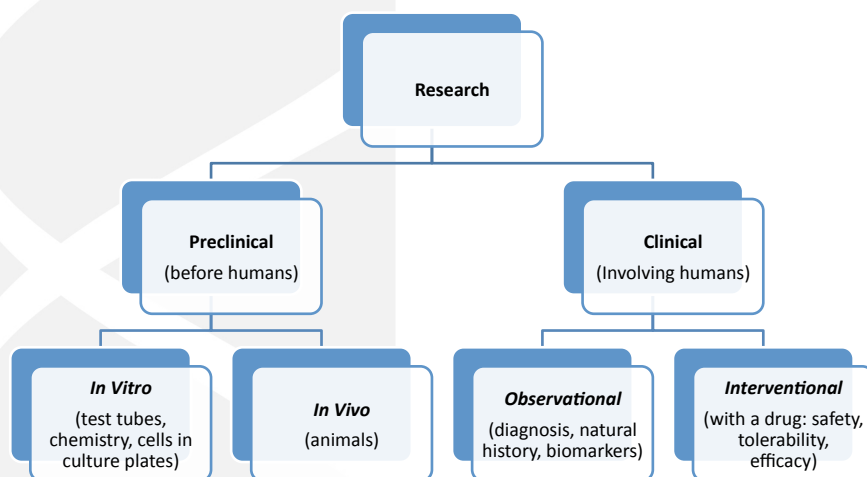 Research
Preclinical
(before humans)
Clinical
(Involving humans)
In Vitro
(test tubes,
chemistry, cells in
culture plates)
In Vivo
(animals)
Observational
(diagnosis, natural
history, biomarkers)
Interventional
(with a drug: safety,
tolerability,
efficacy)